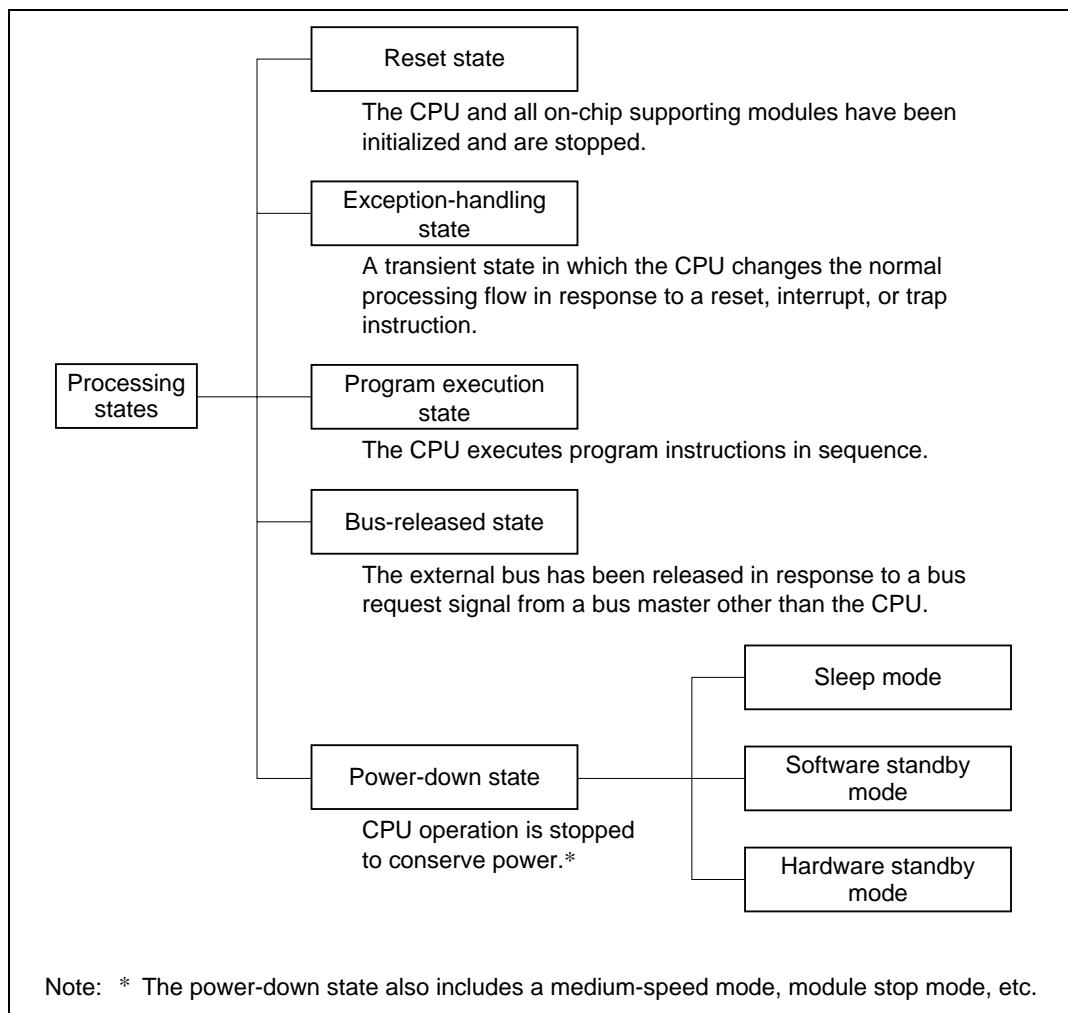 Reset state
The CPU and all on-chip supporting modules have been
initialized and are stopped.
Exception-handling
state
A transient state in which the CPU changes the normal
processing flow in response to a reset, interrupt, or trap
instruction.
Processing
states
Program execution
state
The CPU executes program instructions in sequence.
Bus-released state
The external bus has been released in response to a bus
request signal from a bus master other than the CPU.
Power-down state
CPU operation is stopped
to conserve power.*
Sleep mode
Software standby
mode
Hardware standby
mode
Note: * The power-down state also includes a medium-speed mode, module stop mode, etc.